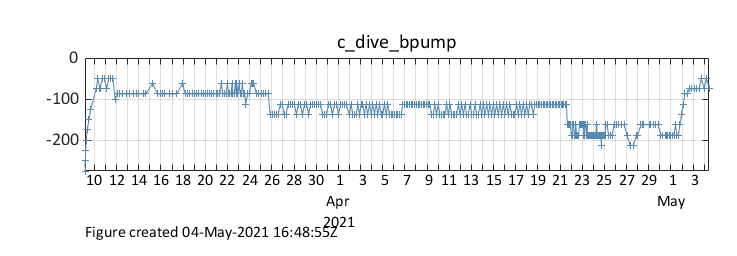 c_dive_bpump
0
-100
-200
10 12 14 16 18 20 22 24 26 28 30 1 3 5 7 9 11 13 15 17 19 21 23 25 27 29 1 3
Apr May
2021
Figure created 04-May-2021 16:48:55Z